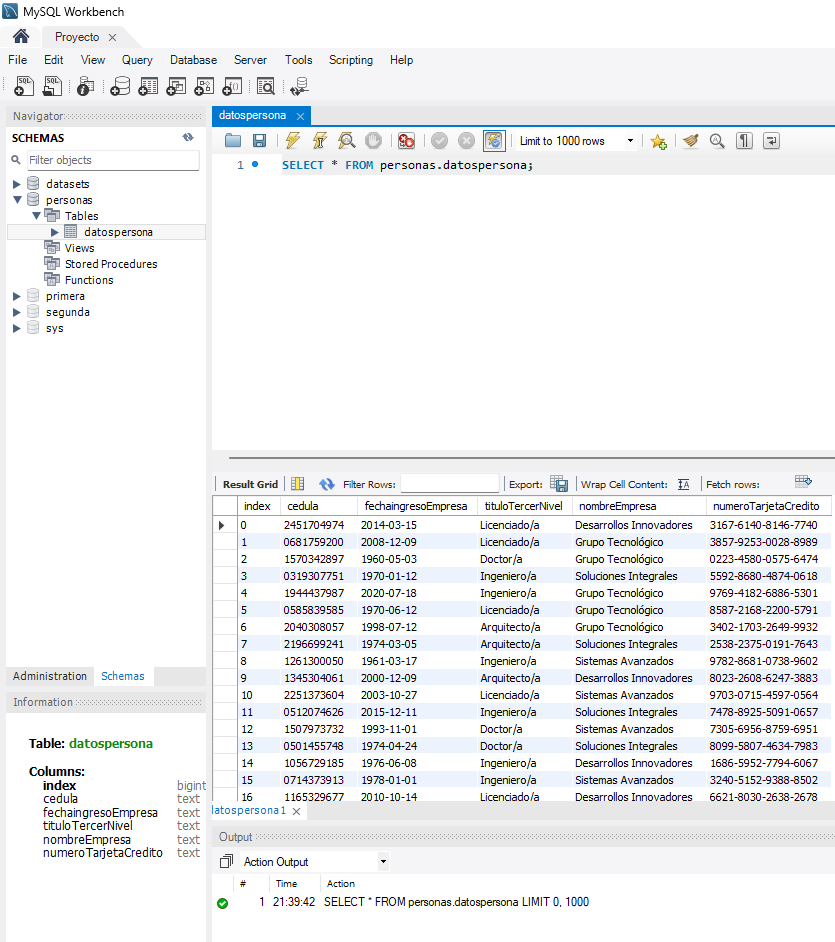 MySQL Workbench
Proyecto
File Edit View Query Database Server Tools Scripting Help
Navigator
SCHEMAS
Filter objects
datasets
personas
Tables
datospersona
Views
Stored Procedures
Functions
primera
segunda
sys
Administration Schemas
Information
Table: datospersona
Columns:
index bigint
cedula text
fechaingresoEmpresa text
tituloTercerNivel text
nombreEmpresa text
numeroTarjetaCredito text
datospersona
Limit to 1000 rows
1 SELECT * FROM personas.datospersona;
Result Grid Filter Rows: Export: Wrap Cell Content: Fetch rows:
index cedula fechaingresoEmpresa tituloTercerNivel nombreEmpresa numeroTarjetaCredito
0 2451704974 2014-03-15 Licenciado/a Desarrollos Innovadores 3167-6140-8146-7740
1 0681759200 2008-12-09 Licenciado/a Grupo Tecnológico 3857-9253-0028-8989
2 1570342897 1960-05-03 Doctor/a Grupo Tecnológico 0223-4580-0575-6474
3 0319307751 1970-01-12 Ingeniero/a Soluciones Integrales 5592-8680-4874-0618
4 1944437987 2020-07-18 Ingeniero/a Grupo Tecnológico 9769-4182-6886-5301
5 0585839585 1970-06-12 Licenciado/a Grupo Tecnológico 8587-2168-2200-5791
6 2040308057 1998-07-12 Arquitecto/a Grupo Tecnológico 3402-1703-2649-9932
7 2196699241 1974-03-05 Arquitecto/a Soluciones Integrales 2538-2375-0191-7643
8 1261300050 1961-03-17 Ingeniero/a Sistemas Avanzados 9782-8681-0738-9602
9 1345304061 2000-12-09 Arquitecto/a Desarrollos Innovadores 8023-2608-6247-3883
10 2251373604 2003-10-27 Licenciado/a Sistemas Avanzados 9703-0715-4597-0564
11 0512074626 2015-12-11 Ingeniero/a Soluciones Integrales 7478-8925-5091-0657
12 1507973732 1993-11-01 Doctor/a Sistemas Avanzados 7305-6956-8759-6951
13 0501455748 1974-04-24 Doctor/a Soluciones Integrales 8099-5807-4634-7983
14 1056729185 1976-06-08 Ingeniero/a Desarrollos Innovadores 1686-5952-7794-6067
15 0714373913 1978-01-01 Ingeniero/a Sistemas Avanzados 3240-5152-9388-8502
16 1165329677 2010-10-14 Licenciado/a Desarrollos Innovadores 6621-8030-2638-2678
datospersona1
Output
Action Output
# Time Action
1 21:39:42 SELECT * FROM personas.datospersona LIMIT 0, 1000